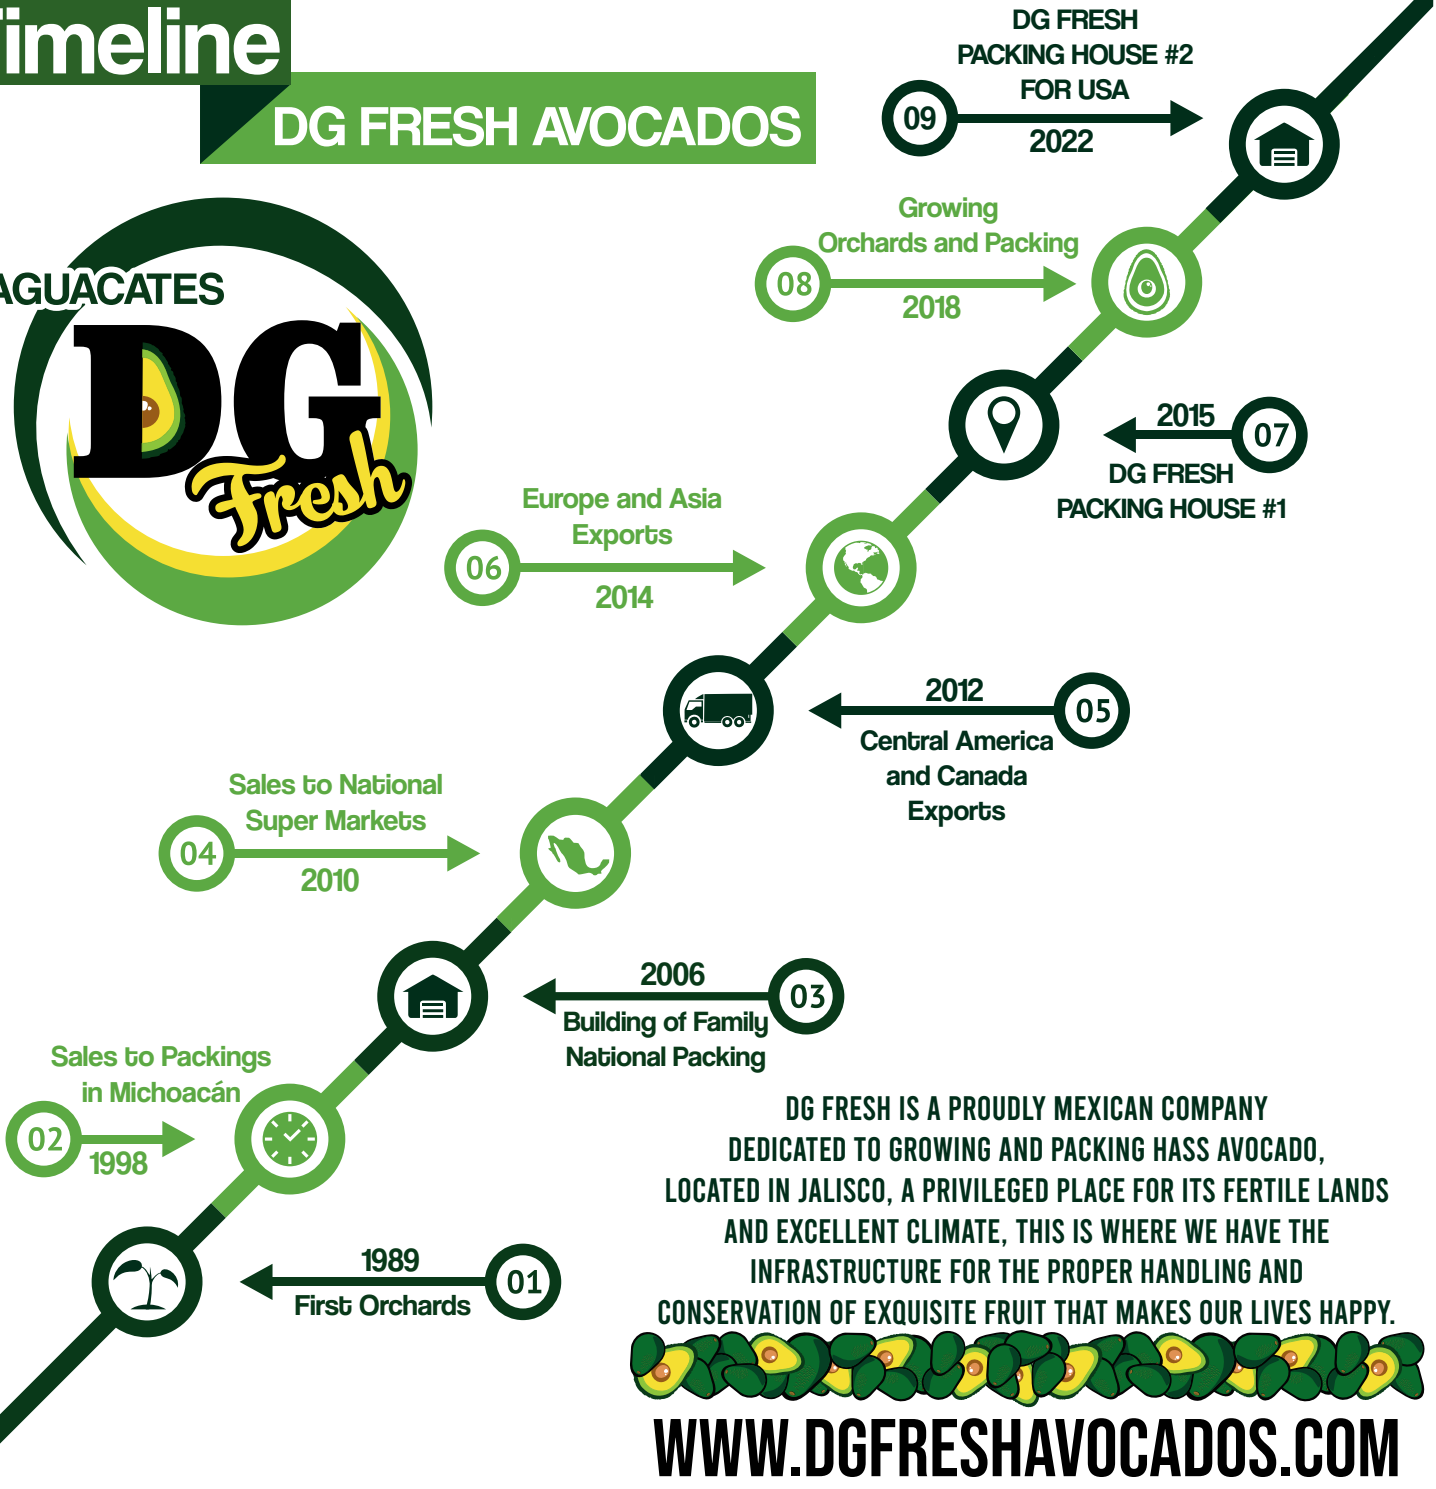 Timeline
DG FRESH AVOCADOS
AGUACATES
DG
Fresh
DG FRESH
PACKING HOUSE #2
FOR USA
09
2022
Growing
Orchards and Packing
08
2018
2015
07
DG FRESH
PACKING HOUSE #1
Europe and Asia
Exports
06
2014
2012
05
Central America
and Canada
Exports
Sales to National
Super Markets
04
2010
2006
03
Building of Family
National Packing
Sales to Packings
in Michoacán
02
1998
1989
01
First Orchards
DG FRESH IS A PROUDLY MEXICAN COMPANY
DEDICATED TO GROWING AND PACKING HASS AVOCADO,
LOCATED IN JALISCO, A PRIVILEGED PLACE FOR ITS FERTILE LANDS
AND EXCELLENT CLIMATE, THIS IS WHERE WE HAVE THE
INFRASTRUCTURE FOR THE PROPER HANDLING AND
CONSERVATION OF EXQUISITE FRUIT THAT MAKES OUR LIVES HAPPY.
WWW.DGFRESHAVOCADOS.COM